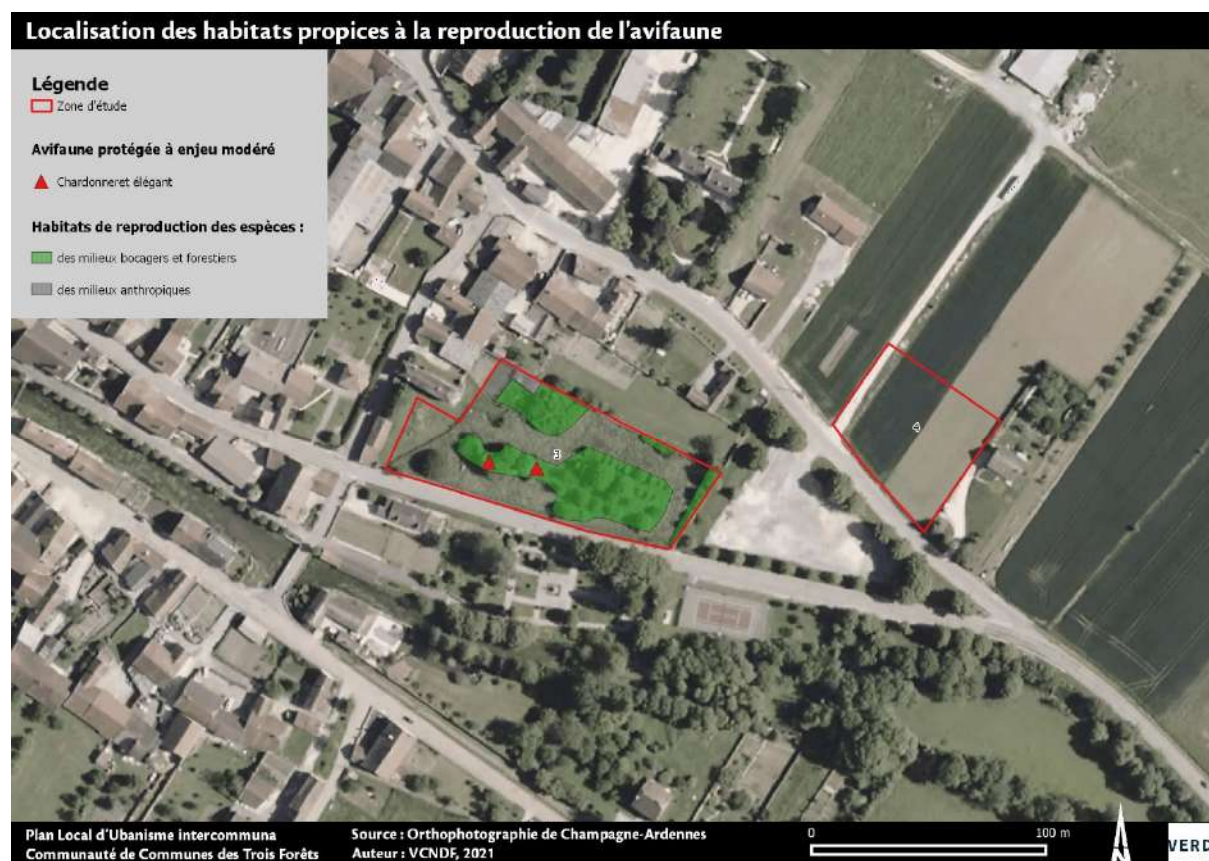 Localisation des habitats propices à la reproduction de l'avifaune
Légende
Zone d'étude
Avifaune protégée à enjeu modéré
Chardonneret élégant
Habitats de reproduction des espèces :
des milieux bocagers et forestiers
des milieux anthropiques
3
4
Plan Local d'Ubanisme intercommuna
Communauté de Communes des Trois Forêts
Source : Orthophotographie de Champagne-Ardennes
Auteur : VCNDF, 2021
0
100 m
N
VERD